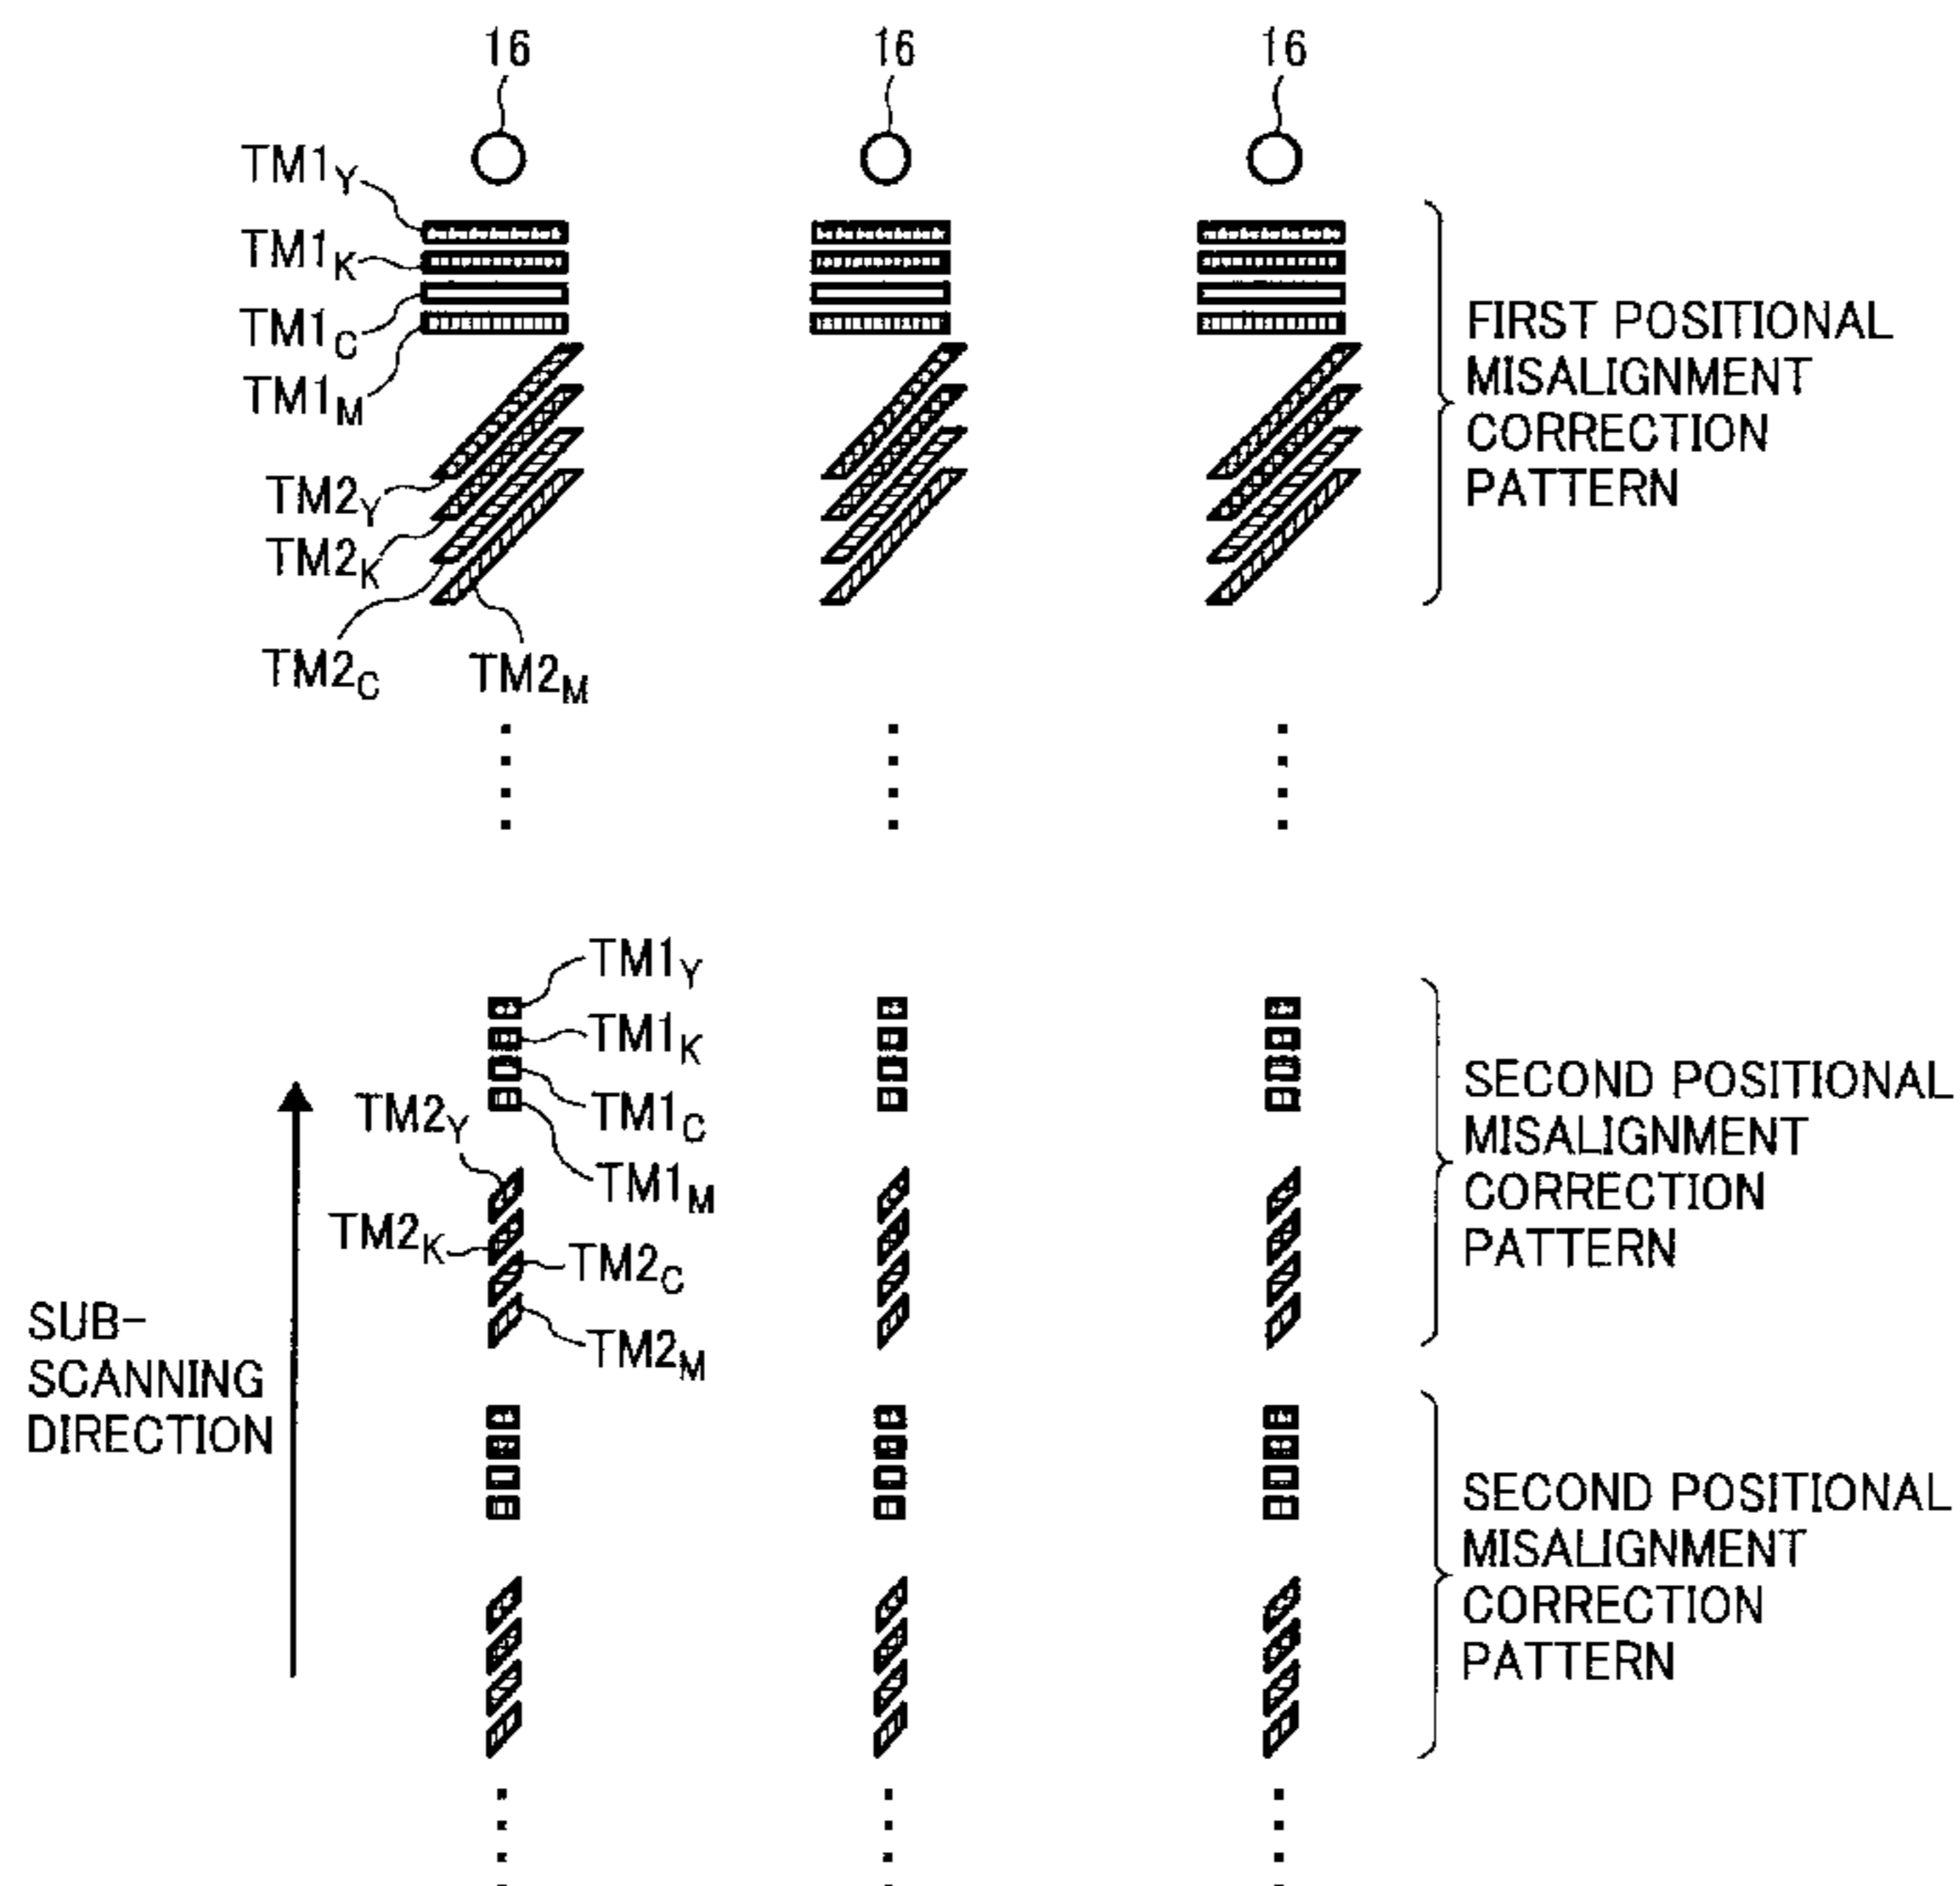 16 16 16
TM1Y
TM1K
TM1C
TM1M
FIRST POSITIONAL
MISALIGNMENT
CORRECTION
PATTERN
TM2Y
TM2K
TM2C TM2M
TM1Y
TM1K
TM1C
TM1M
TM2Y
TM2K
TM2C
TM2M
SECOND POSITIONAL
MISALIGNMENT
CORRECTION
PATTERN
SUB-
SCANNING
DIRECTION
SECOND POSITIONAL
MISALIGNMENT
CORRECTION
PATTERN